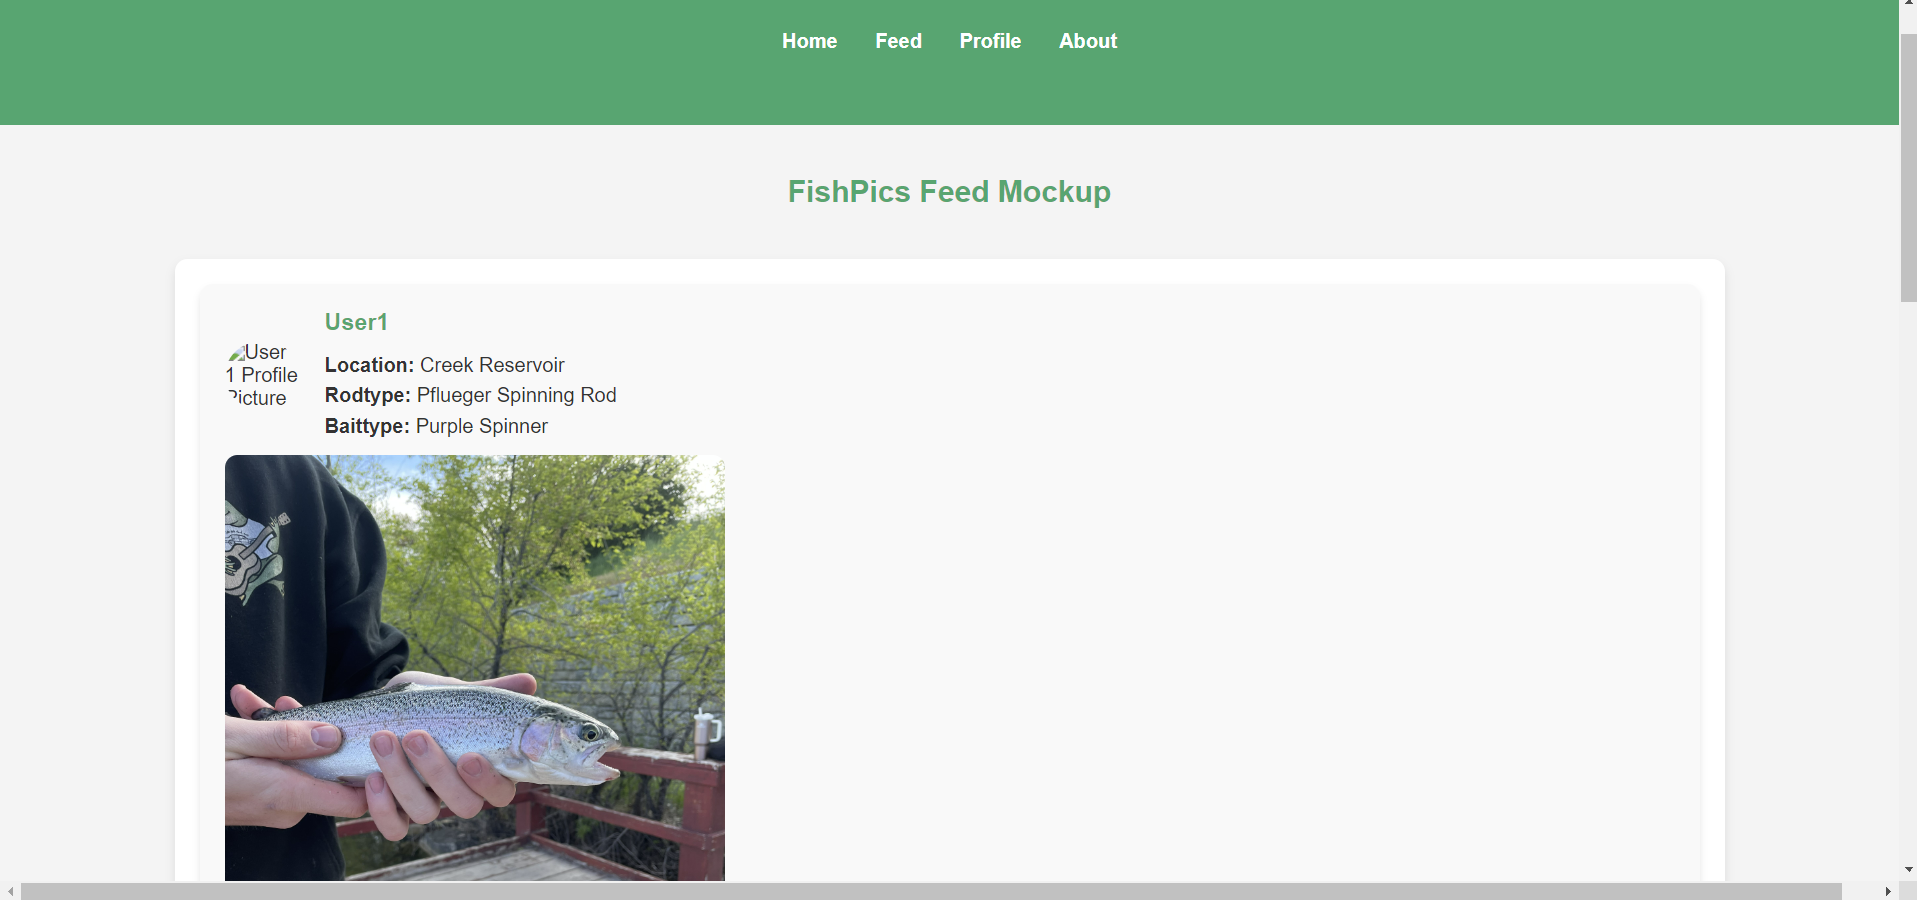 Home Feed Profile About
FishPics Feed Mockup
User1
User
1 Profile
Picture
Location: Creek Reservoir
Rodtype: Pflueger Spinning Rod
Baittype: Purple Spinner